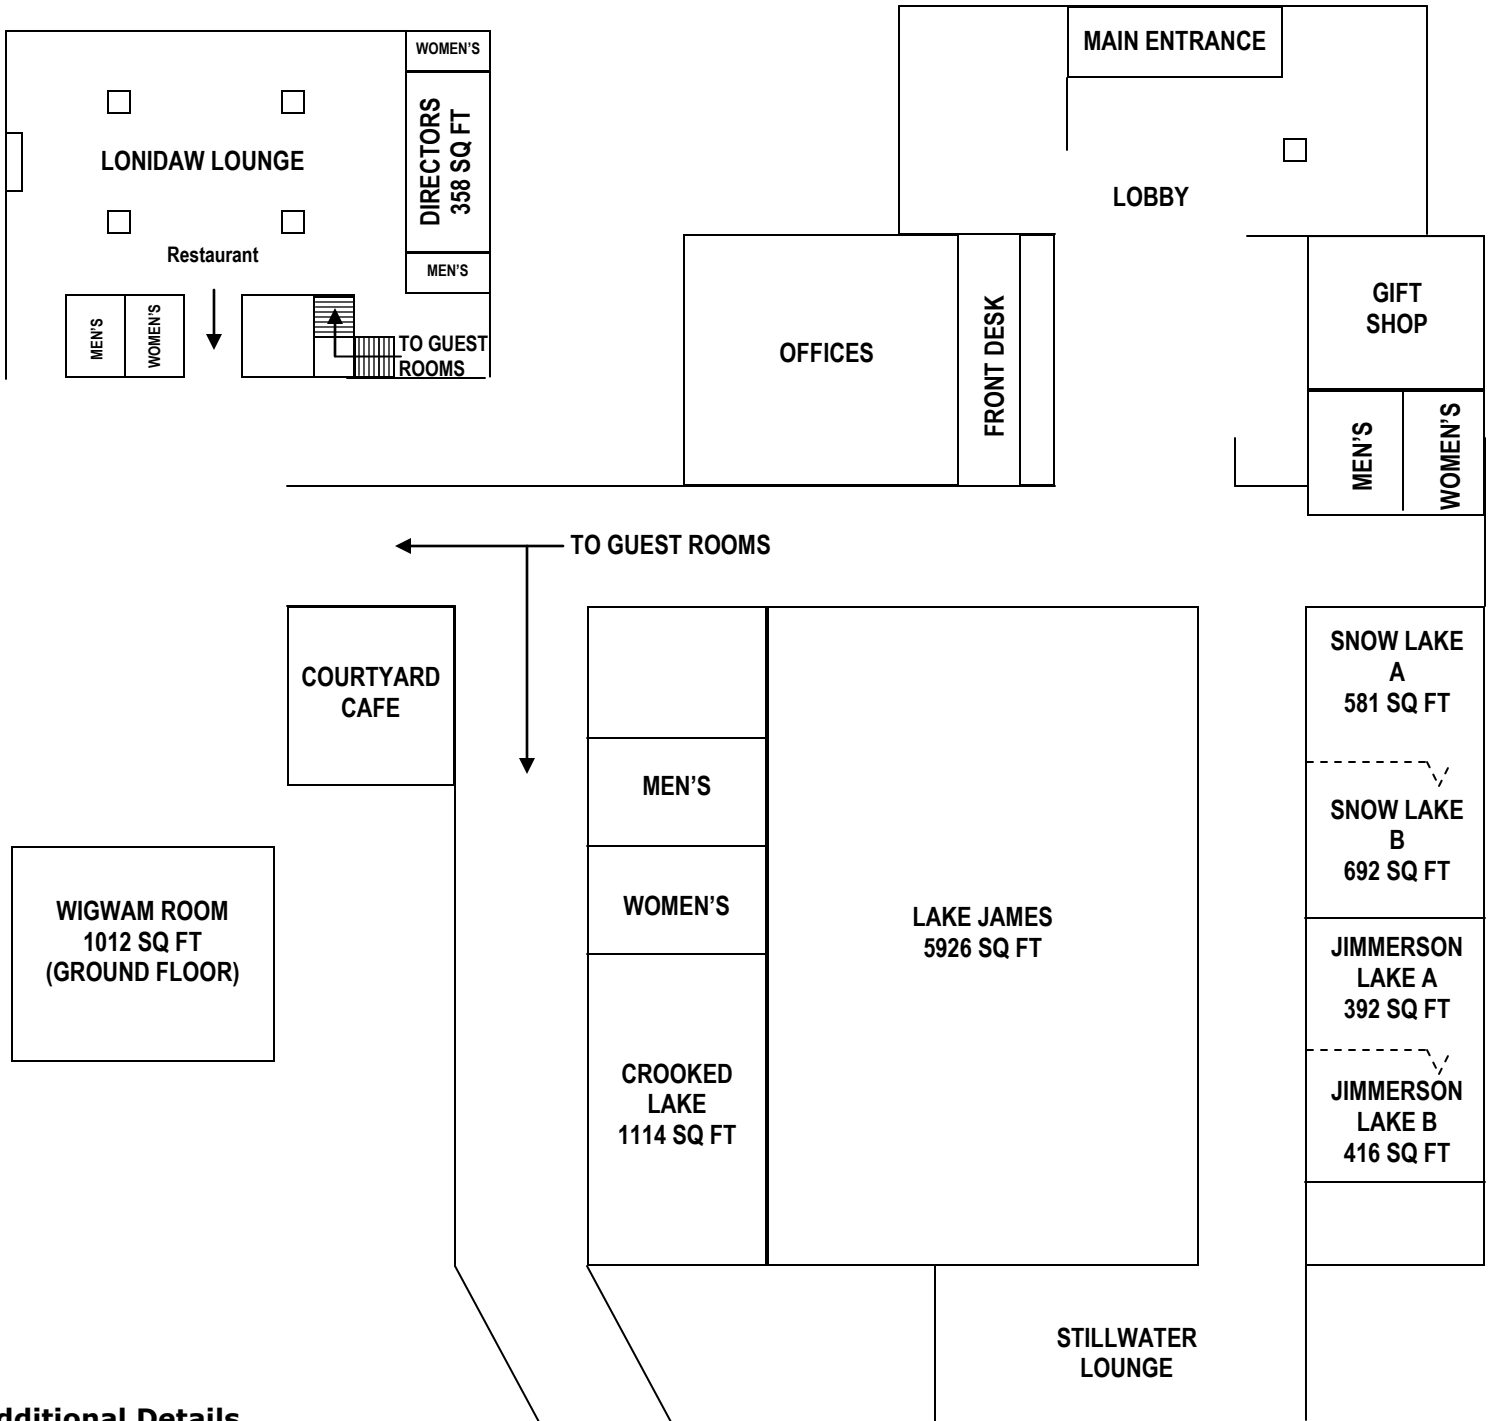 WOMEN'S
DIRECTORS
358 SQ FT
MEN'S
LONIDAW LOUNGE
Restaurant
MEN'S
WOMEN'S
TO GUEST
ROOMS
MAIN ENTRANCE
LOBBY
OFFICES
FRONT DESK
GIFT
SHOP
MEN'S
WOMEN'S
TO GUEST ROOMS
COURTYARD
CAFE
WIGWAM ROOM
1012 SQ FT
(GROUND FLOOR)
MEN'S
WOMEN'S
CROOKED
LAKE
1114 SQ FT
LAKE JAMES
5926 SQ FT
SNOW LAKE
A
581 SQ FT
SNOW LAKE
B
692 SQ FT
JIMMERSON
LAKE A
392 SQ FT
JIMMERSON
LAKE B
416 SQ FT
STILLWATER
LOUNGE
dditional Details